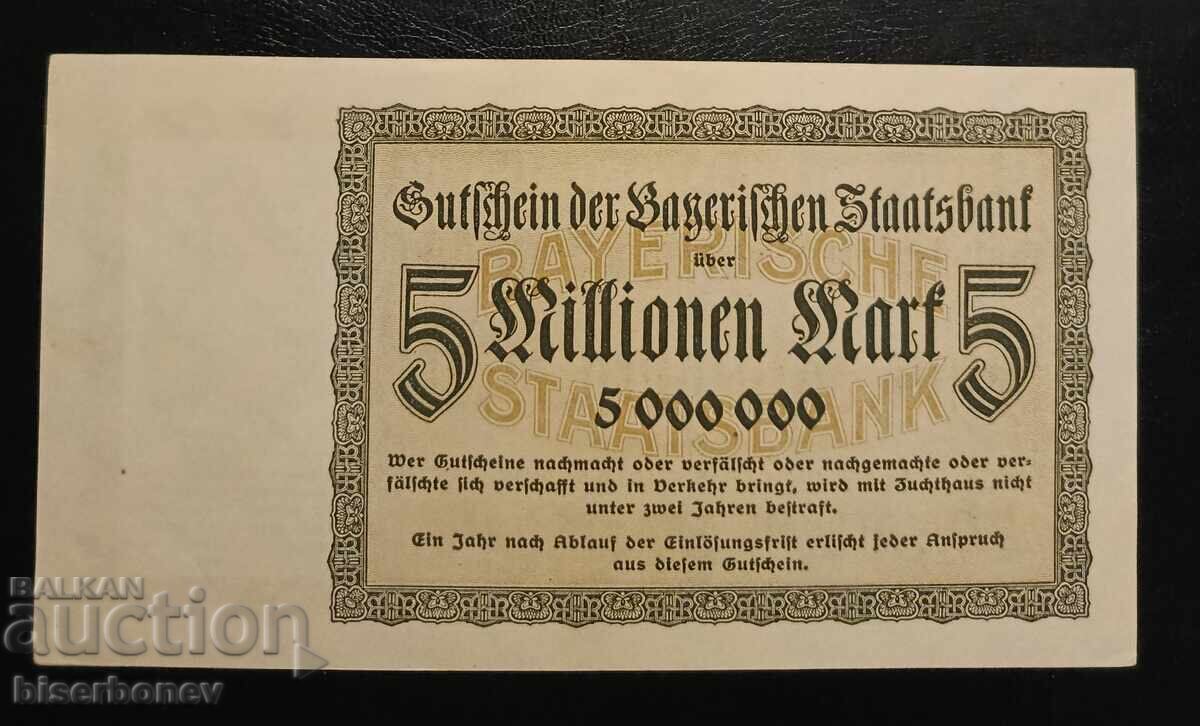 Gutschein der Bayerischen Staatsbank
über
BAYERISCHE
5 Millionen Mark 5
STAATSBANK
5 000 000
Wer Gutscheine nachmacht oder verfälscht oder nachgemachte oder ver-
fälschte sich verschafft und in Verkehr bringt, wird mit Zuchthaus nicht
unter zwei Jahren bestraft.
Ein Jahr nach Ablauf der Einlösungsfrist erlischt jeder Anspruch
aus diesem Gutschein.
BALKAN
auction
biserbonev